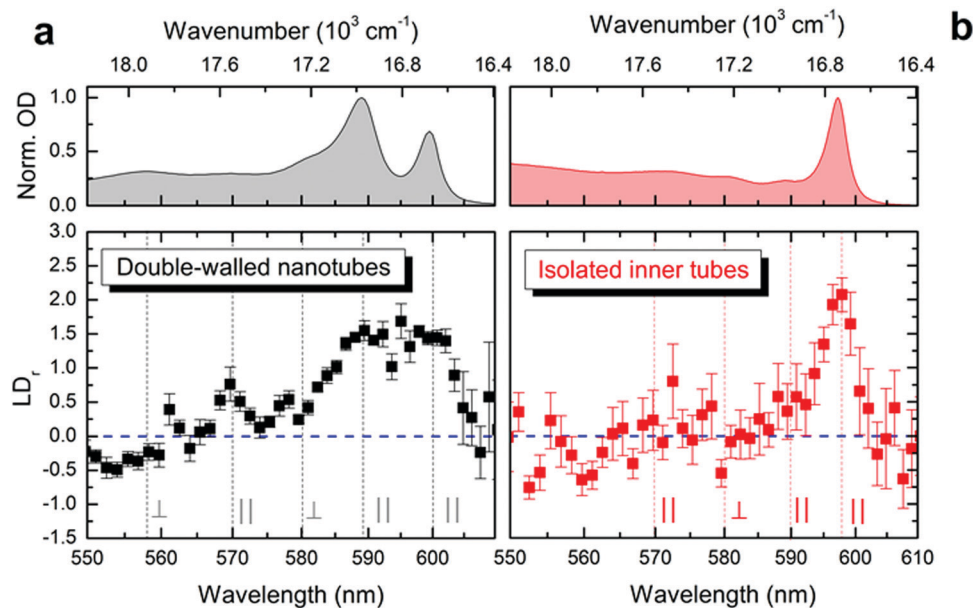 a
Wavenumber (10³ cm⁻¹)
18.0 17.6 17.2 16.8 16.4
Norm. OD
1.0
0.5
0.0
Wavenumber (10³ cm⁻¹)
b
18.0 17.6 17.2 16.8 16.4
LDᵣ
3.0
2.5
2.0
1.5
1.0
0.5
0.0
-0.5
-1.0
-1.5
Double-walled nanotubes
⊥ || ⊥ || ||
550 560 570 580 590 600
Wavelength (nm)
Isolated inner tubes
|| ⊥ || ||
550 560 570 580 590 600 610
Wavelength (nm)